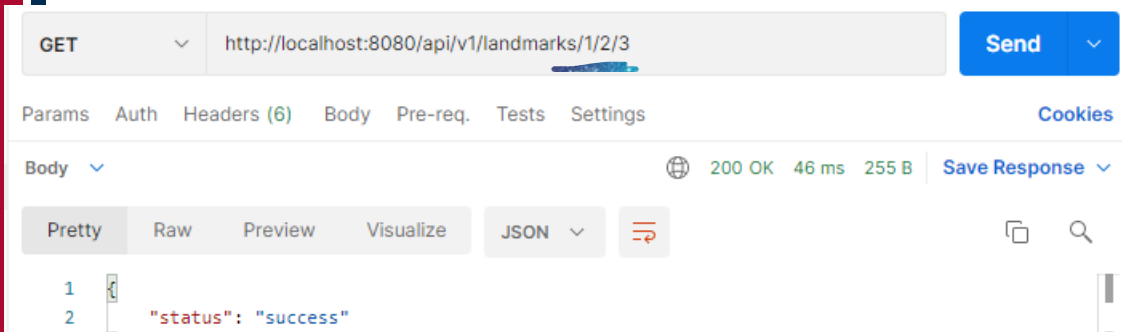 GET http://localhost:8080/api/v1/landmarks/1/2/3 Send
Params Auth Headers (6) Body Pre-req. Tests Settings Cookies
Body 200 OK 46 ms 255 B Save Response
Pretty Raw Preview Visualize JSON
1 {
2 "status": "success"